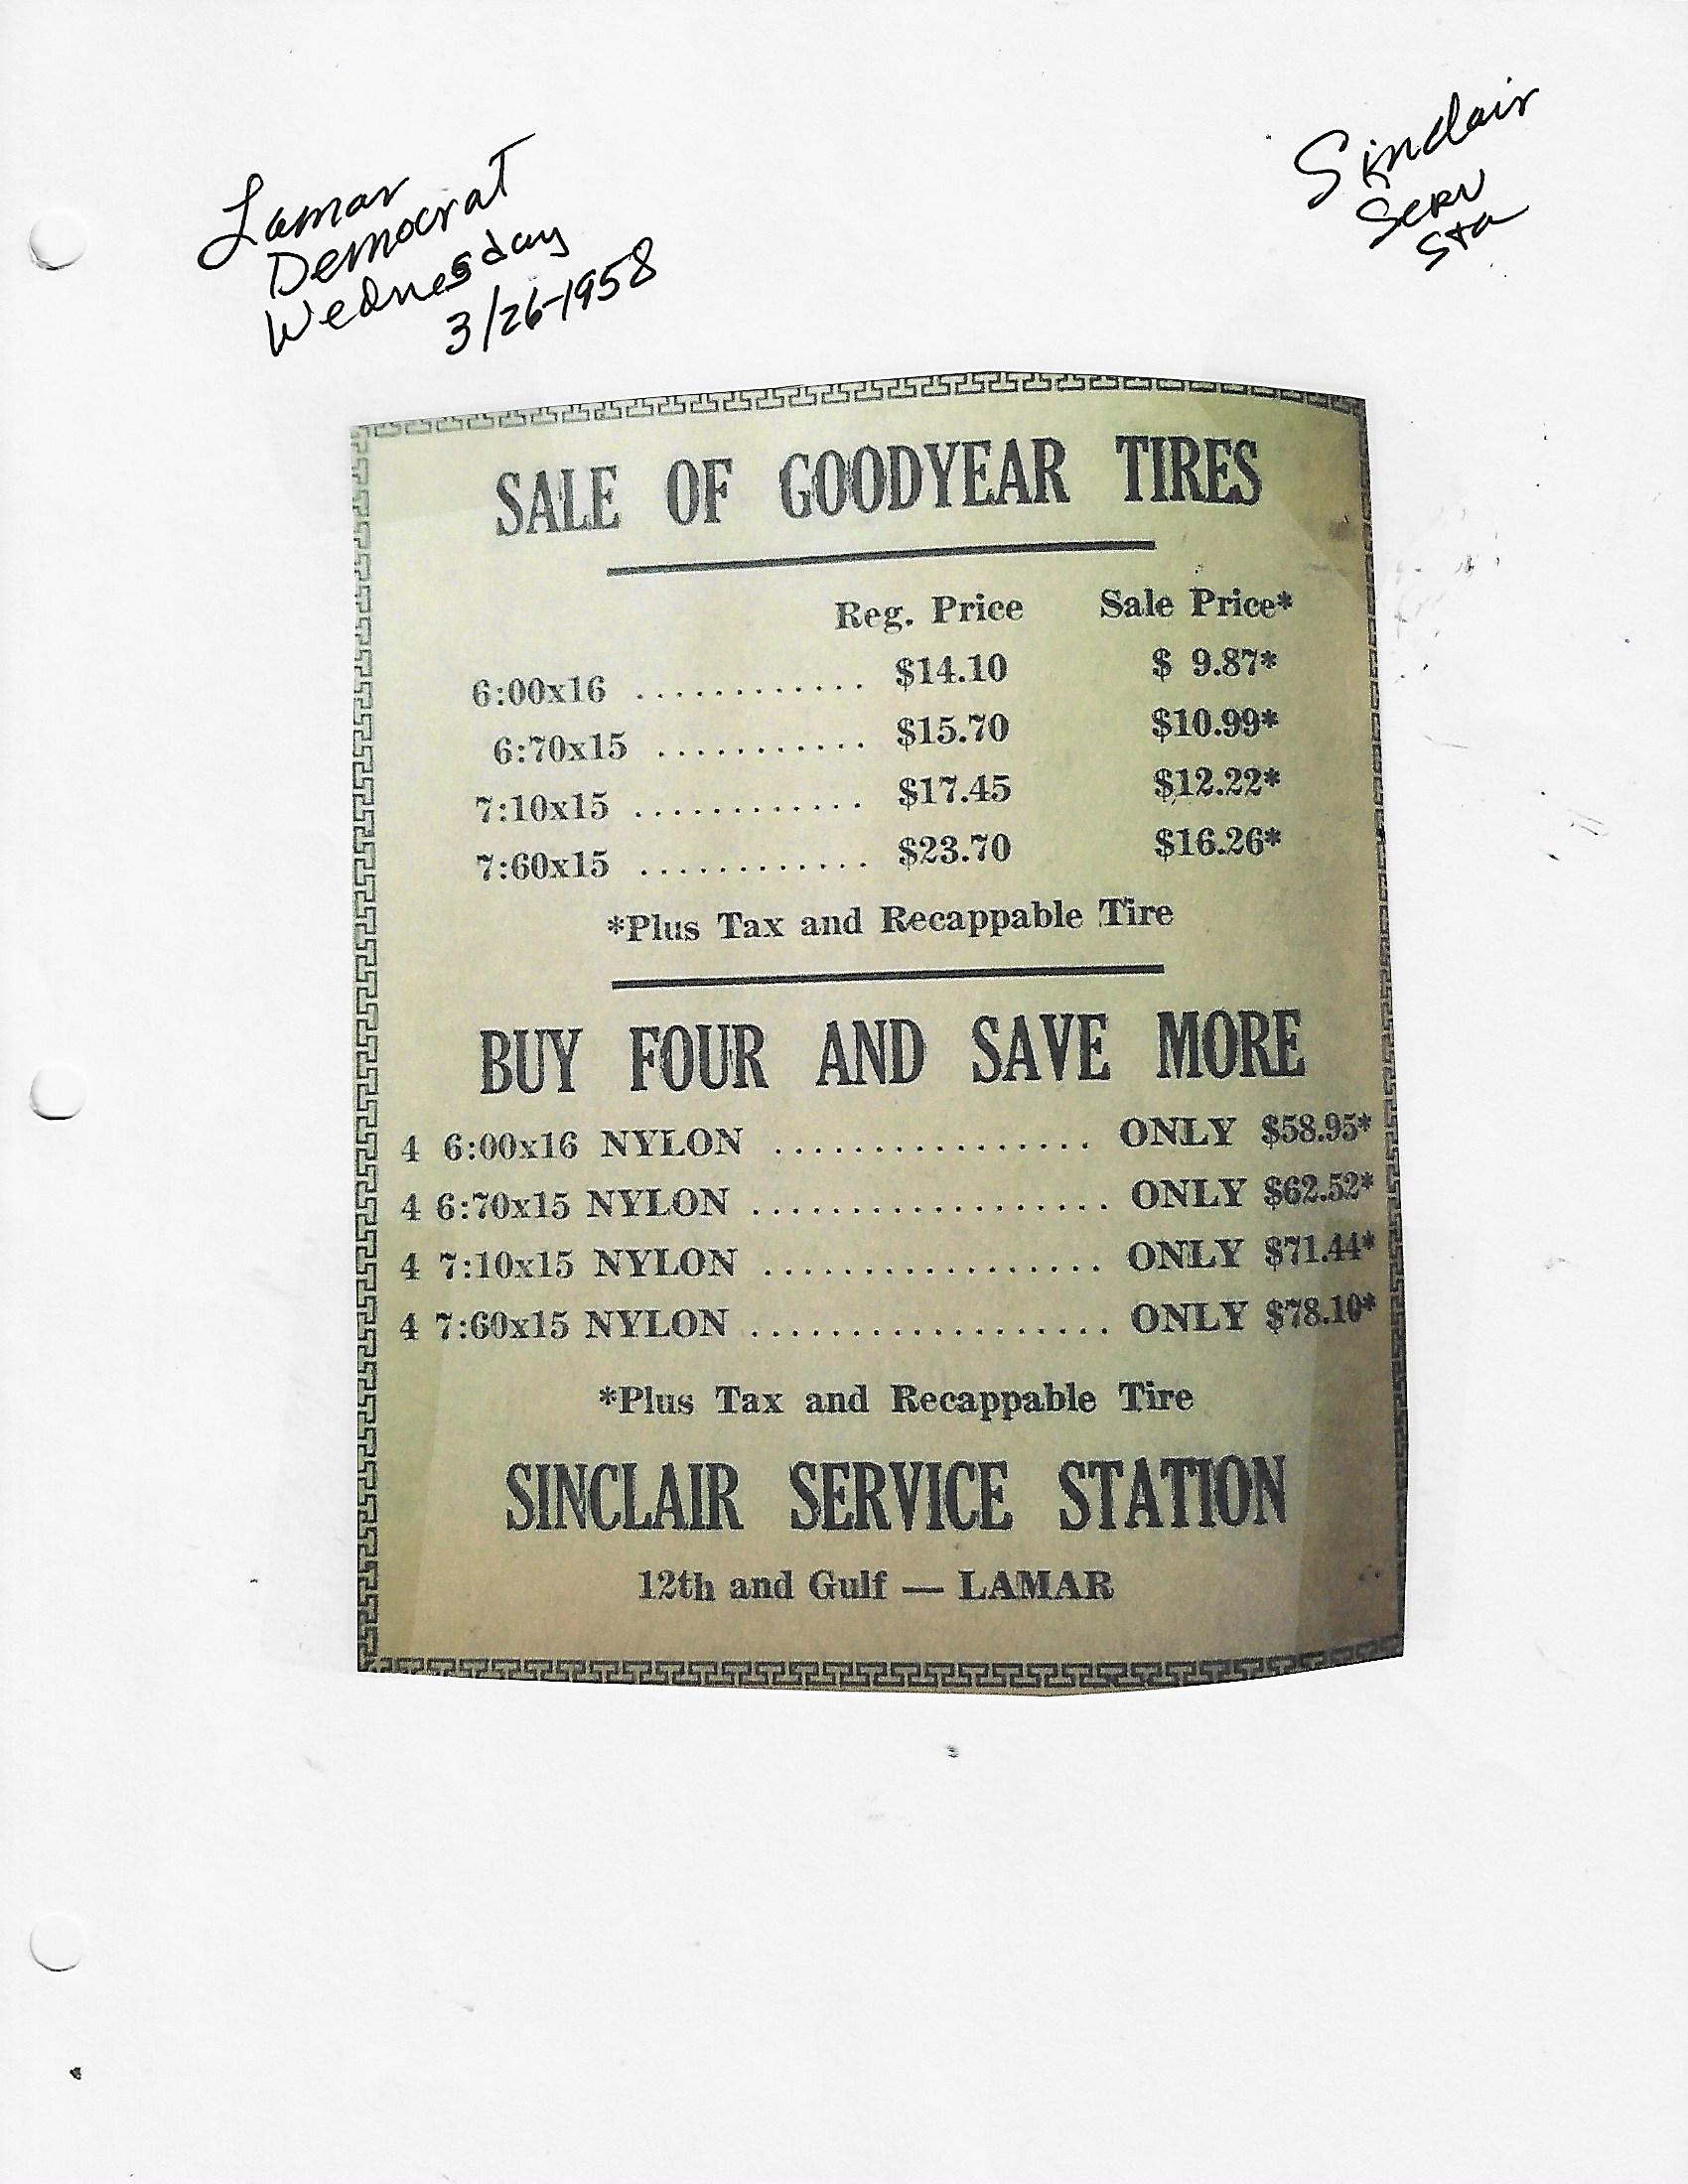 Lamar
Democrat
Wednesday
3/26-1958
Sinclair
Serv
Sta
SALE OF GOODYEAR TIRES
Reg. Price Sale Price*
6:00x16 ............ $14.10 $ 9.87*
6:70x15 ........... $15.70 $10.99*
7:10x15 ............ $17.45 $12.22*
7:60x15 ............ $23.70 $16.26*
*Plus Tax and Recappable Tire
BUY FOUR AND SAVE MORE
4 6:00x16 NYLON ................ ONLY $58.95*
4 6:70x15 NYLON .................. ONLY $62.52*
4 7:10x15 NYLON ................. ONLY $71.44*
4 7:60x15 NYLON .................. ONLY $78.10*
*Plus Tax and Recappable Tire
SINCLAIR SERVICE STATION
12th and Gulf — LAMAR